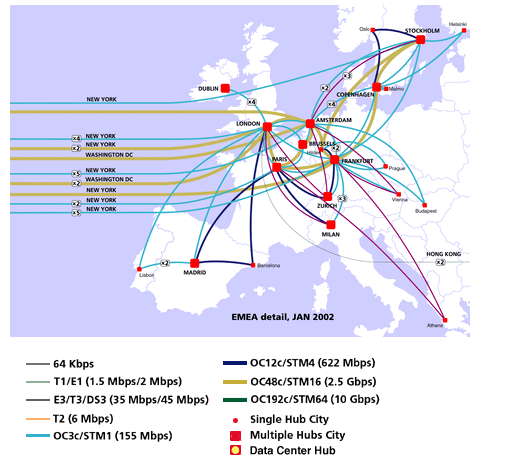 Oslo
STOCKHOLM
Helsinki
x3
x2
DUBLIN
COPENHAGEN
Malmo
NEW YORK
x4
x4
LONDON
AMSTERDAM
x4
NEW YORK
x2
NEW YORK
BRUSSELS
x2
WASHINGTON DC
PARIS
FRANKFURT
Prague
x5
NEW YORK
x2
WASHINGTON DC
NEW YORK
Vienna
x3
x2
NEW YORK
ZURICH
Budapest
x5
NEW YORK
MILAN
HONG KONG
x2
Lisbon
x2
MADRID
Barcelona
EMEA detail, JAN 2002
Athens
64 Kbps
T1/E1 (1.5 Mbps/2 Mbps)
E3/T3/DS3 (35 Mbps/45 Mbps)
T2 (6 Mbps)
OC3c/STM1 (155 Mbps)
OC12c/STM4 (622 Mbps)
OC48c/STM16 (2.5 Gbps)
OC192c/STM64 (10 Gbps)
Single Hub City
Multiple Hubs City
Data Center Hub